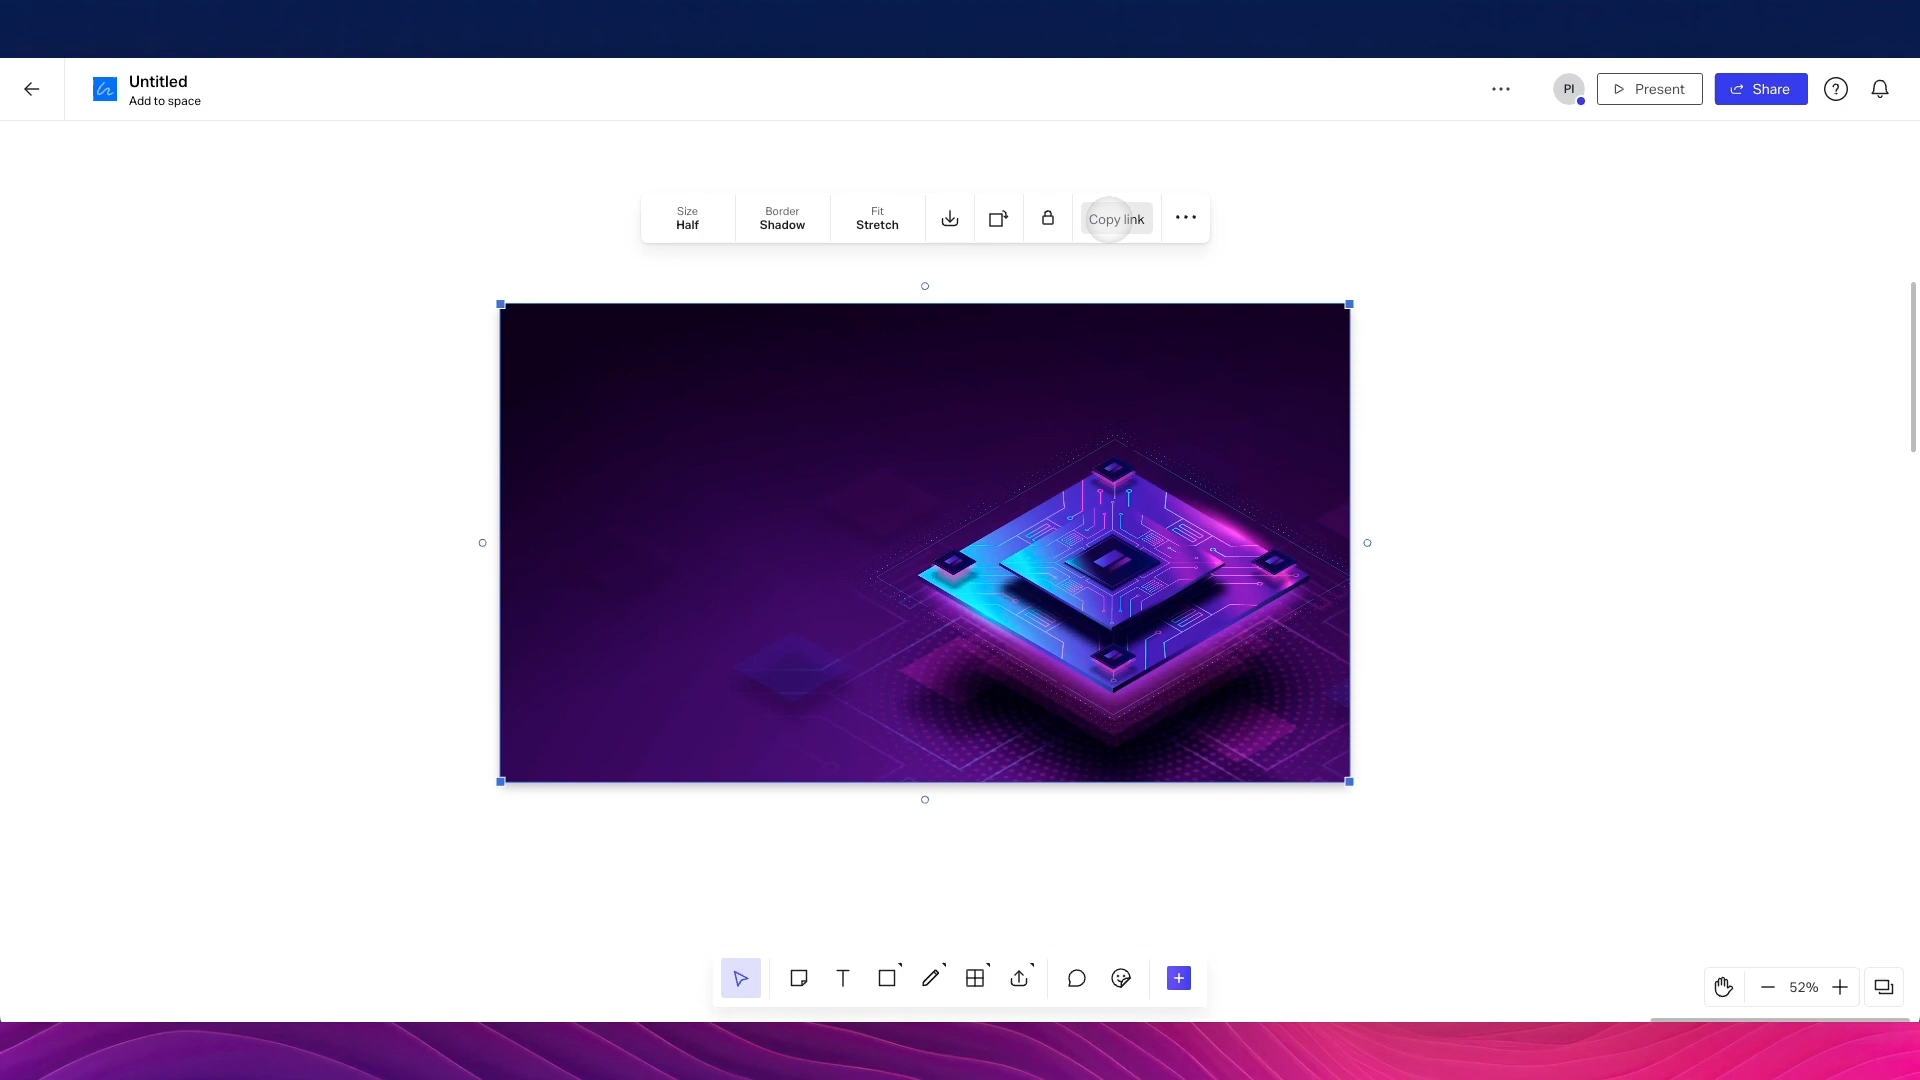 Untitled
Add to space
PI
Present
Share
Size
Half
Border
Shadow
Fit
Stretch
Copy link
52%